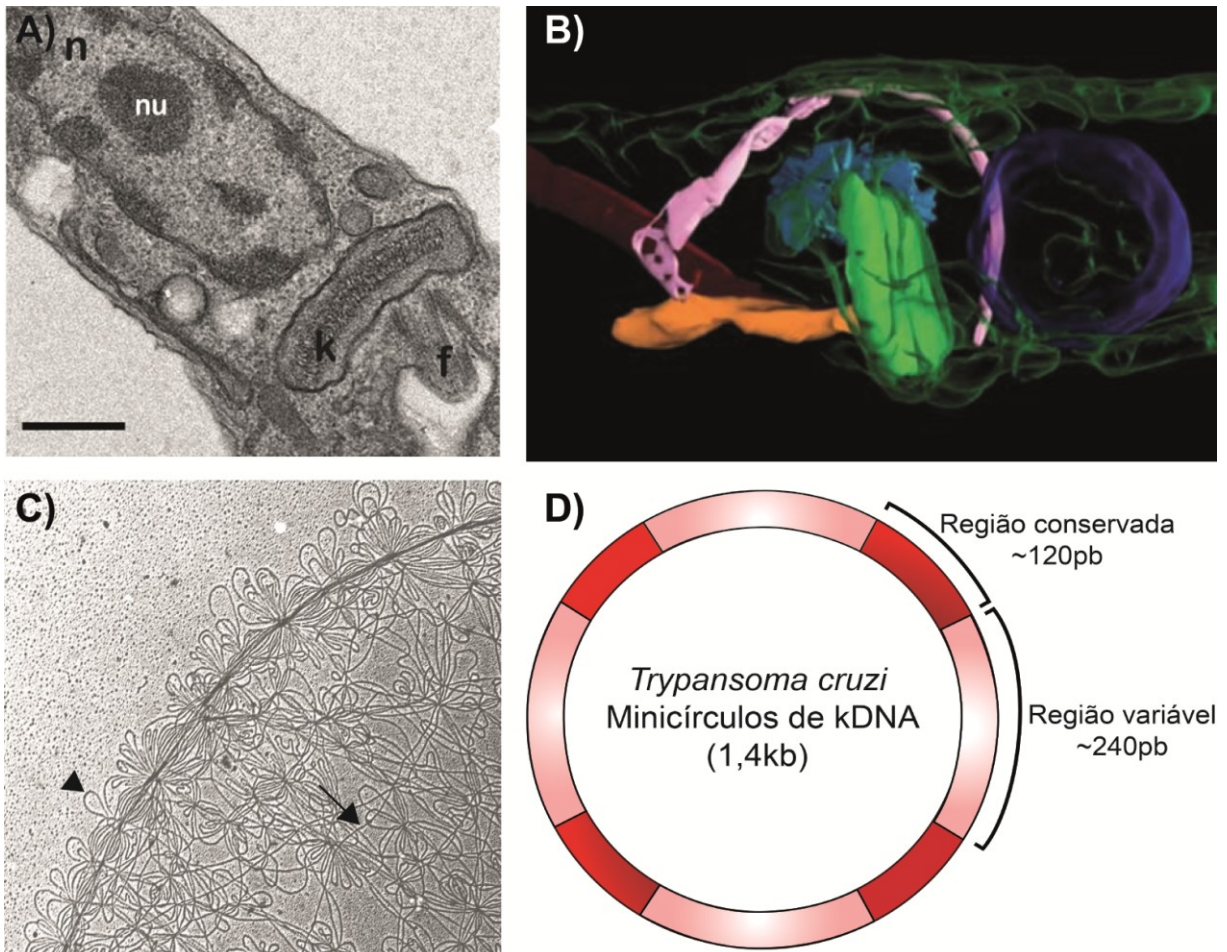 A)
n
nu
k
f
B)
C)
D)
Região conservada
~120pb
Trypansoma cruzi
Minicírculos de kDNA
(1,4kb)
Região variável
~240pb